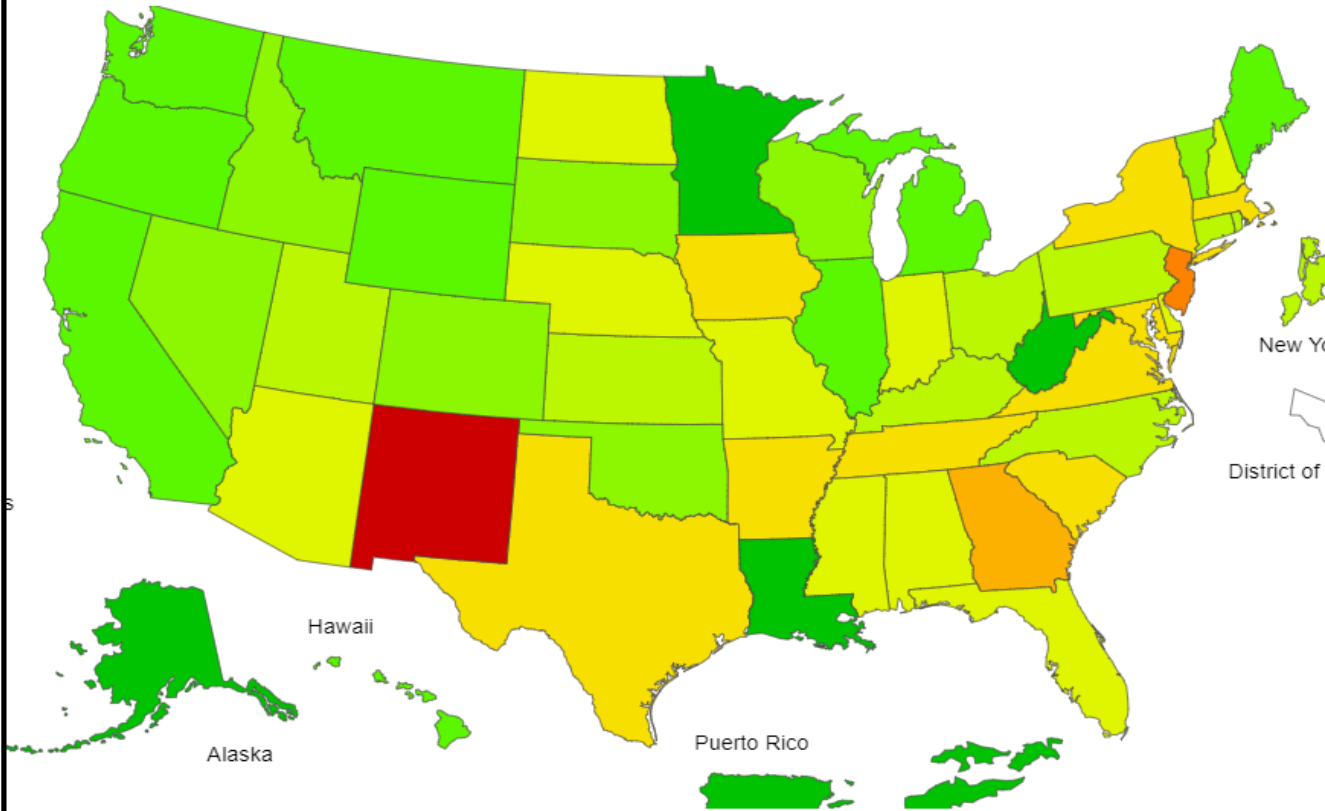 New Yo
District of
s
Hawaii
Puerto Rico
Alaska